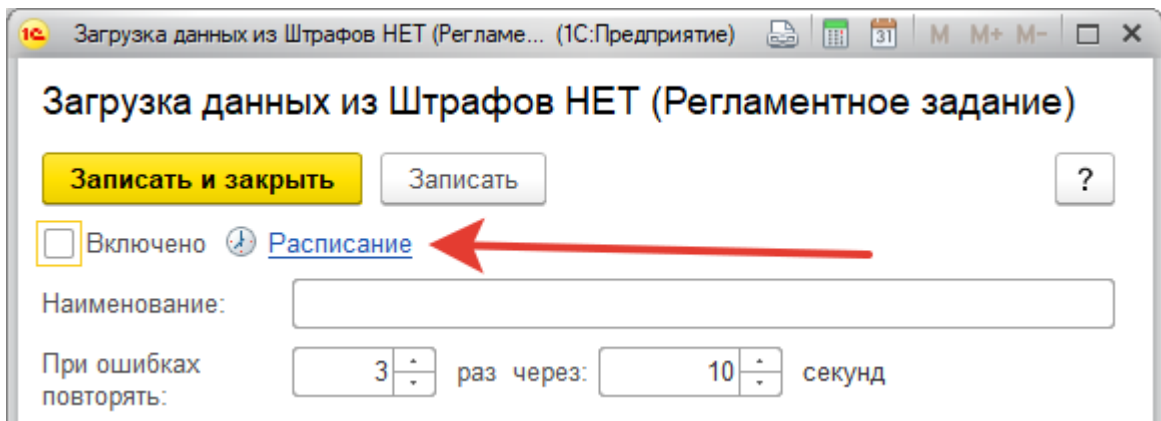 1С Загрузка данных из Штрафов НЕТ (Регламе... (1С:Предприятие) 31 M M+ M-
Загрузка данных из Штрафов НЕТ (Регламентное задание)
Записать и закрыть Записать ?
Включено Расписание
Наименование:
При ошибках повторять: 3 раз через: 10 секунд